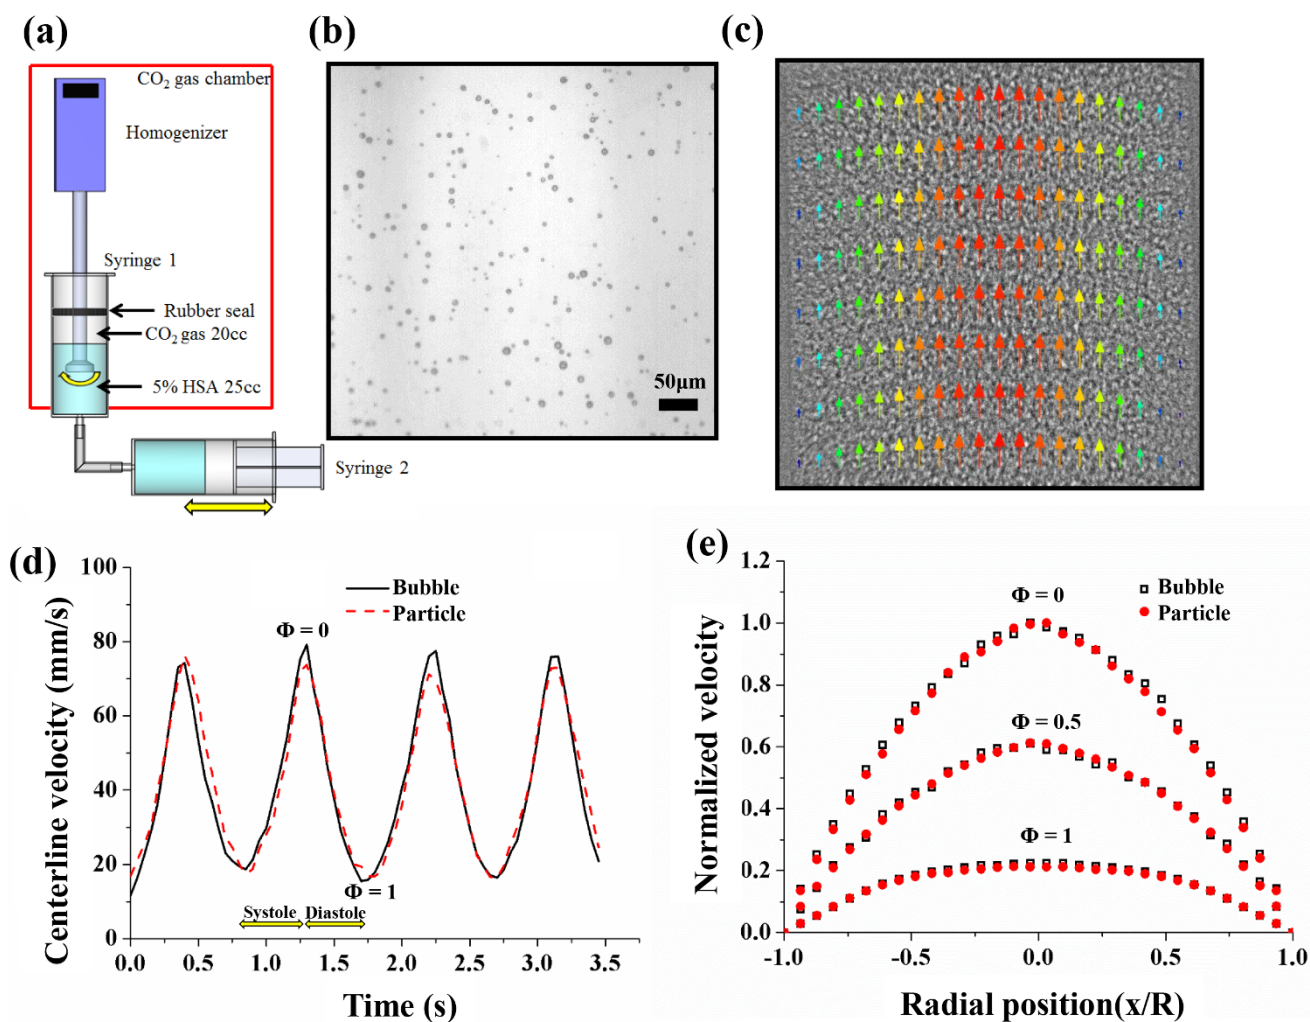 (a)
CO2 gas chamber
Homogenizer
Syringe 1
Rubber seal
CO2 gas 20cc
5% HSA 25cc
Syringe 2
(b)
50μm
(c)
(d)
Centerline velocity (mm/s)
100
80
60
40
20
0
Bubble
Particle
Φ = 0
Φ = 1
Systole
Diastole
0.0 0.5 1.0 1.5 2.0 2.5 3.0 3.5
Time (s)
(e)
Normalized velocity
1.2
1.0
0.8
0.6
0.4
0.2
0.0
Bubble
Particle
Φ = 0
Φ = 0.5
Φ = 1
-1.0 -0.5 0.0 0.5 1.0
Radial position(x/R)